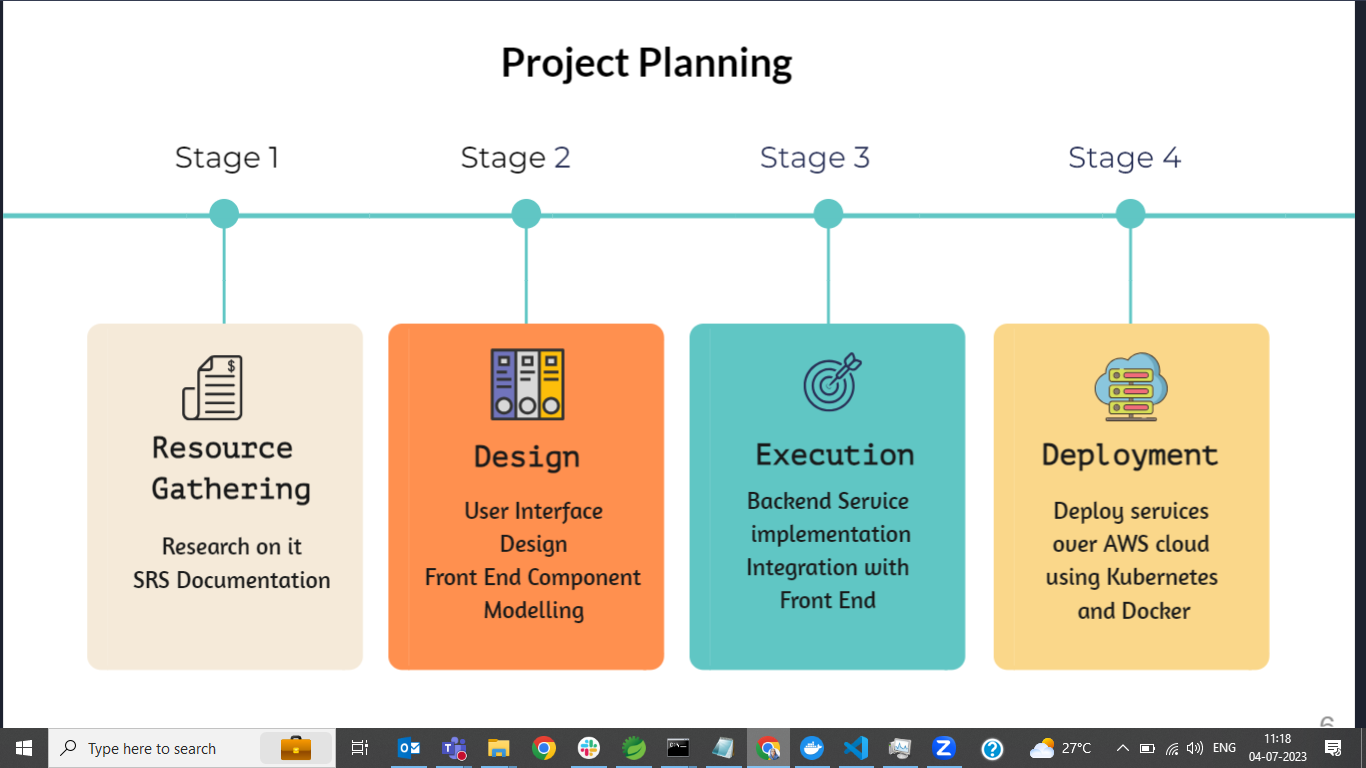 Project Planning
Stage 1
Stage 2
Stage 3
Stage 4
$
Resource
Gathering
Research on it
SRS Documentation
Design
User Interface
Design
Front End Component
Modelling
Execution
Backend Service
implementation
Integration with
Front End
Deployment
Deploy services
over AWS cloud
using Kubernetes
and Docker
6
Type here to search
27°C
ENG
11:18
04-07-2023